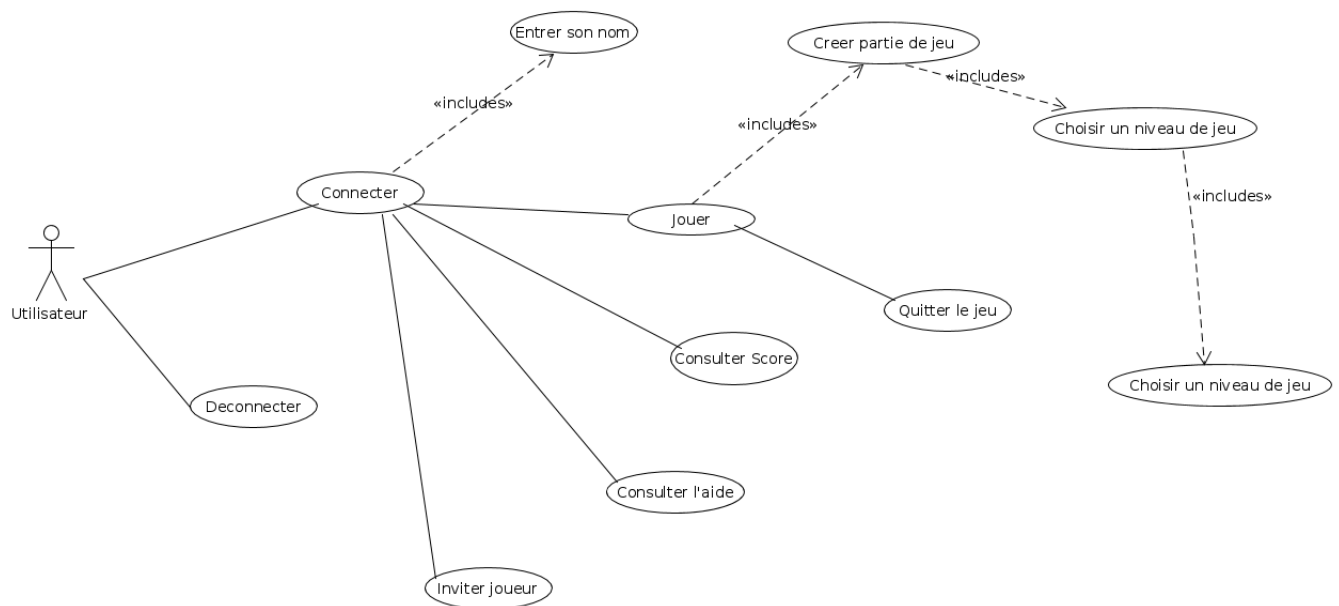 Entrer son nom
Creer partie de jeu
«includes»
«includes»
«includes»
Choisir un niveau de jeu
Connecter
«includes»
Jouer
Utilisateur
Quitter le jeu
Consulter Score
Choisir un niveau de jeu
Deconnecter
Consulter l'aide
Inviter joueur